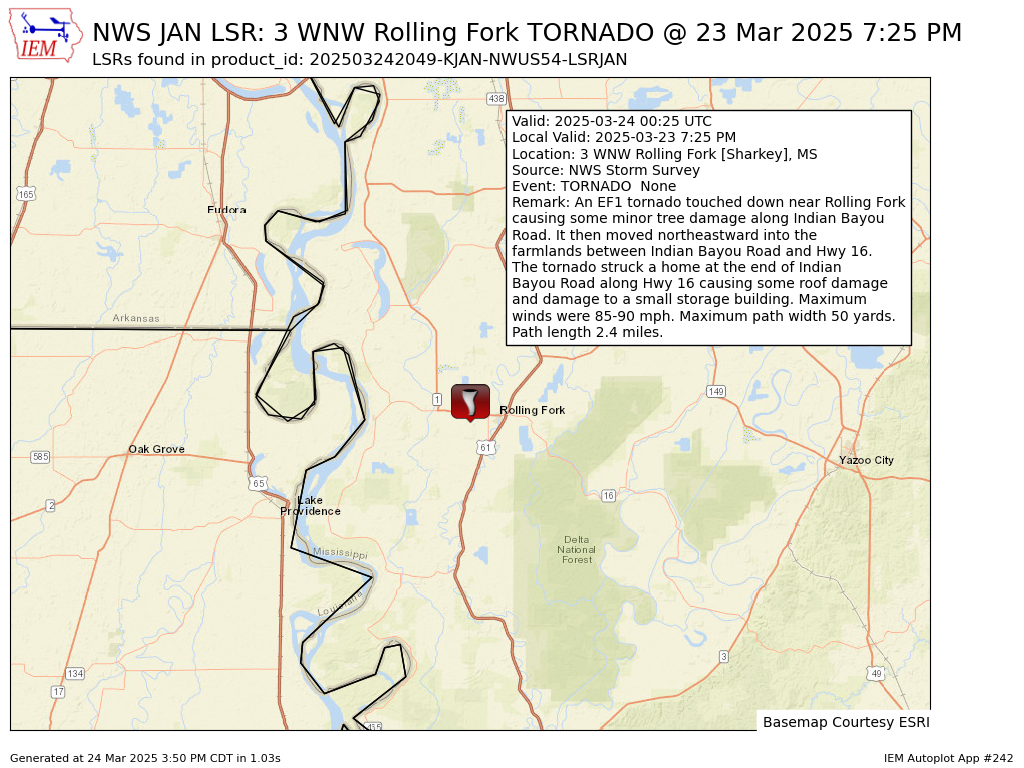 IEM
NWS JAN LSR: 3 WNW Rolling Fork TORNADO @ 23 Mar 2025 7:25 PM
LSRs found in product_id: 202503242049-KJAN-NWUS54-LSRJAN
438
Valid: 2025-03-24 00:25 UTC
Local Valid: 2025-03-23 7:25 PM
Location: 3 WNW Rolling Fork [Sharkey], MS
Source: NWS Storm Survey
Event: TORNADO  None
Remark: An EF1 tornado touched down near Rolling Fork
causing some minor tree damage along Indian Bayou
Road. It then moved northeastward into the
farmlands between Indian Bayou Road and Hwy 16.
The tornado struck a home at the end of Indian
Bayou Road along Hwy 16 causing some roof damage
and damage to a small storage building. Maximum
winds were 85-90 mph. Maximum path width 50 yards.
Path length 2.4 miles.
165
Eudora
Arkansas
149
1
Rolling Fork
61
Oak Grove
585
Yazoo City
65
16
2
Lake
Providence
Delta
National
Forest
Mississippi
Louisiana
3
134
49
17
465
Basemap Courtesy ESRI
Generated at 24 Mar 2025 3:50 PM CDT in 1.03s
IEM Autoplot App #242